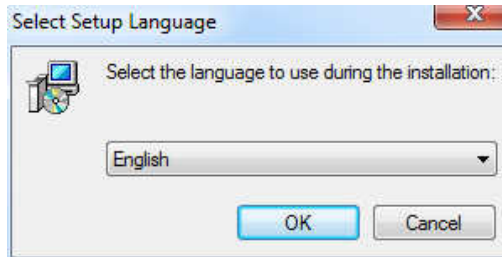 Select Setup Language
Select the language to use during the installation:
English
OK
Cancel